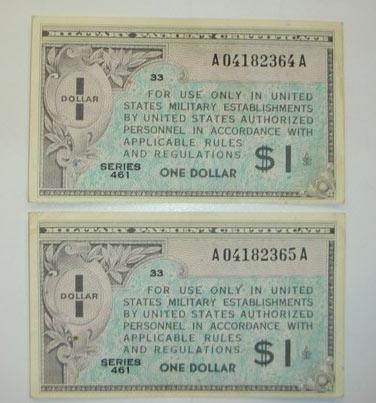 MILITARY PAYMENT CERTIFICATE
A04182364A
33
1
DOLLAR
FOR USE ONLY IN UNITED
STATES MILITARY ESTABLISHMENTS
BY UNITED STATES AUTHORIZED
PERSONNEL IN ACCORDANCE WITH
APPLICABLE RULES
AND REGULATIONS
$1
SERIES
461
ONE DOLLAR
MILITARY PAYMENT CERTIFICATE
A04182365A
33
1
DOLLAR
FOR USE ONLY IN UNITED
STATES MILITARY ESTABLISHMENTS
BY UNITED STATES AUTHORIZED
PERSONNEL IN ACCORDANCE WITH
APPLICABLE RULES
AND REGULATIONS
$1
SERIES
461
ONE DOLLAR